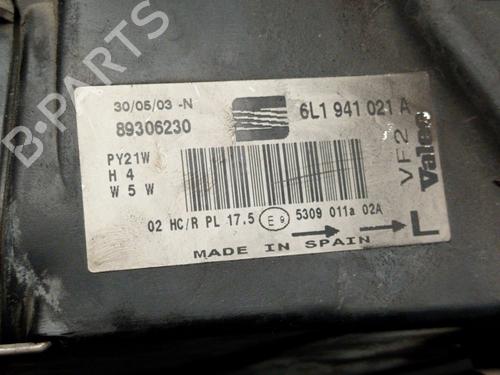 30/05/03 -N
89306230
6L1 941 021 A
PY21W
H 4
W 5 W
VF2
Valeo
02 HC/R PL 17.5 E9 5309 011a 02A
L
MADE IN SPAIN
B-PARTS